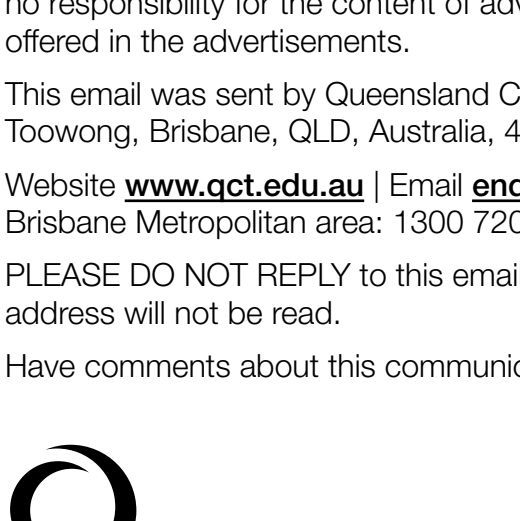 no responsibility for the content of adv
offered in the advertisements.
This email was sent by Queensland C
Toowong, Brisbane, QLD, Australia, 4
Website www.qct.edu.au | Email enq
Brisbane Metropolitan area: 1300 720
PLEASE DO NOT REPLY to this emai
address will not be read.
Have comments about this communic